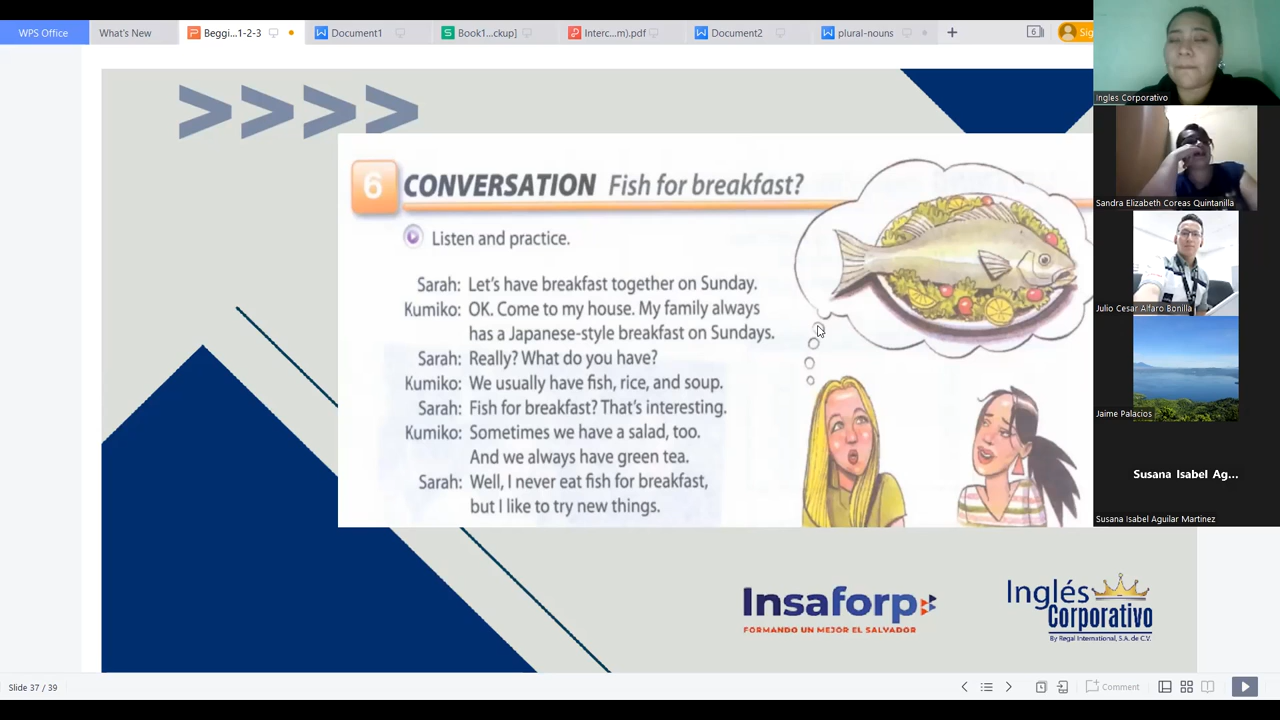 WPS Office
What's New
Beggi...1-2-3
Document1
Book1...ckup]
Interc...m).pdf
Document2
plural-nouns
6
Sig
Ingles Corporativo
>>>>
6 CONVERSATION Fish for breakfast?
Listen and practice.
Sarah: Let's have breakfast together on Sunday.
Kumiko: OK. Come to my house. My family always
has a Japanese-style breakfast on Sundays.
Sarah: Really? What do you have?
Kumiko: We usually have fish, rice, and soup.
Sarah: Fish for breakfast? That's interesting.
Kumiko: Sometimes we have a salad, too.
And we always have green tea.
Sarah: Well, I never eat fish for breakfast,
but I like to try new things.
Sandra Elizabeth Coreas Quintanilla
Julio Cesar Alfaro Bonilla
Jaime Palacios
Susana Isabel Ag...
Susana Isabel Aguilar Martinez
Insaforp
FORMANDO UN MEJOR EL SALVADOR
Inglés
Corporativo
By Regal International, S.A. de C.V.
Slide 37 / 39
Comment